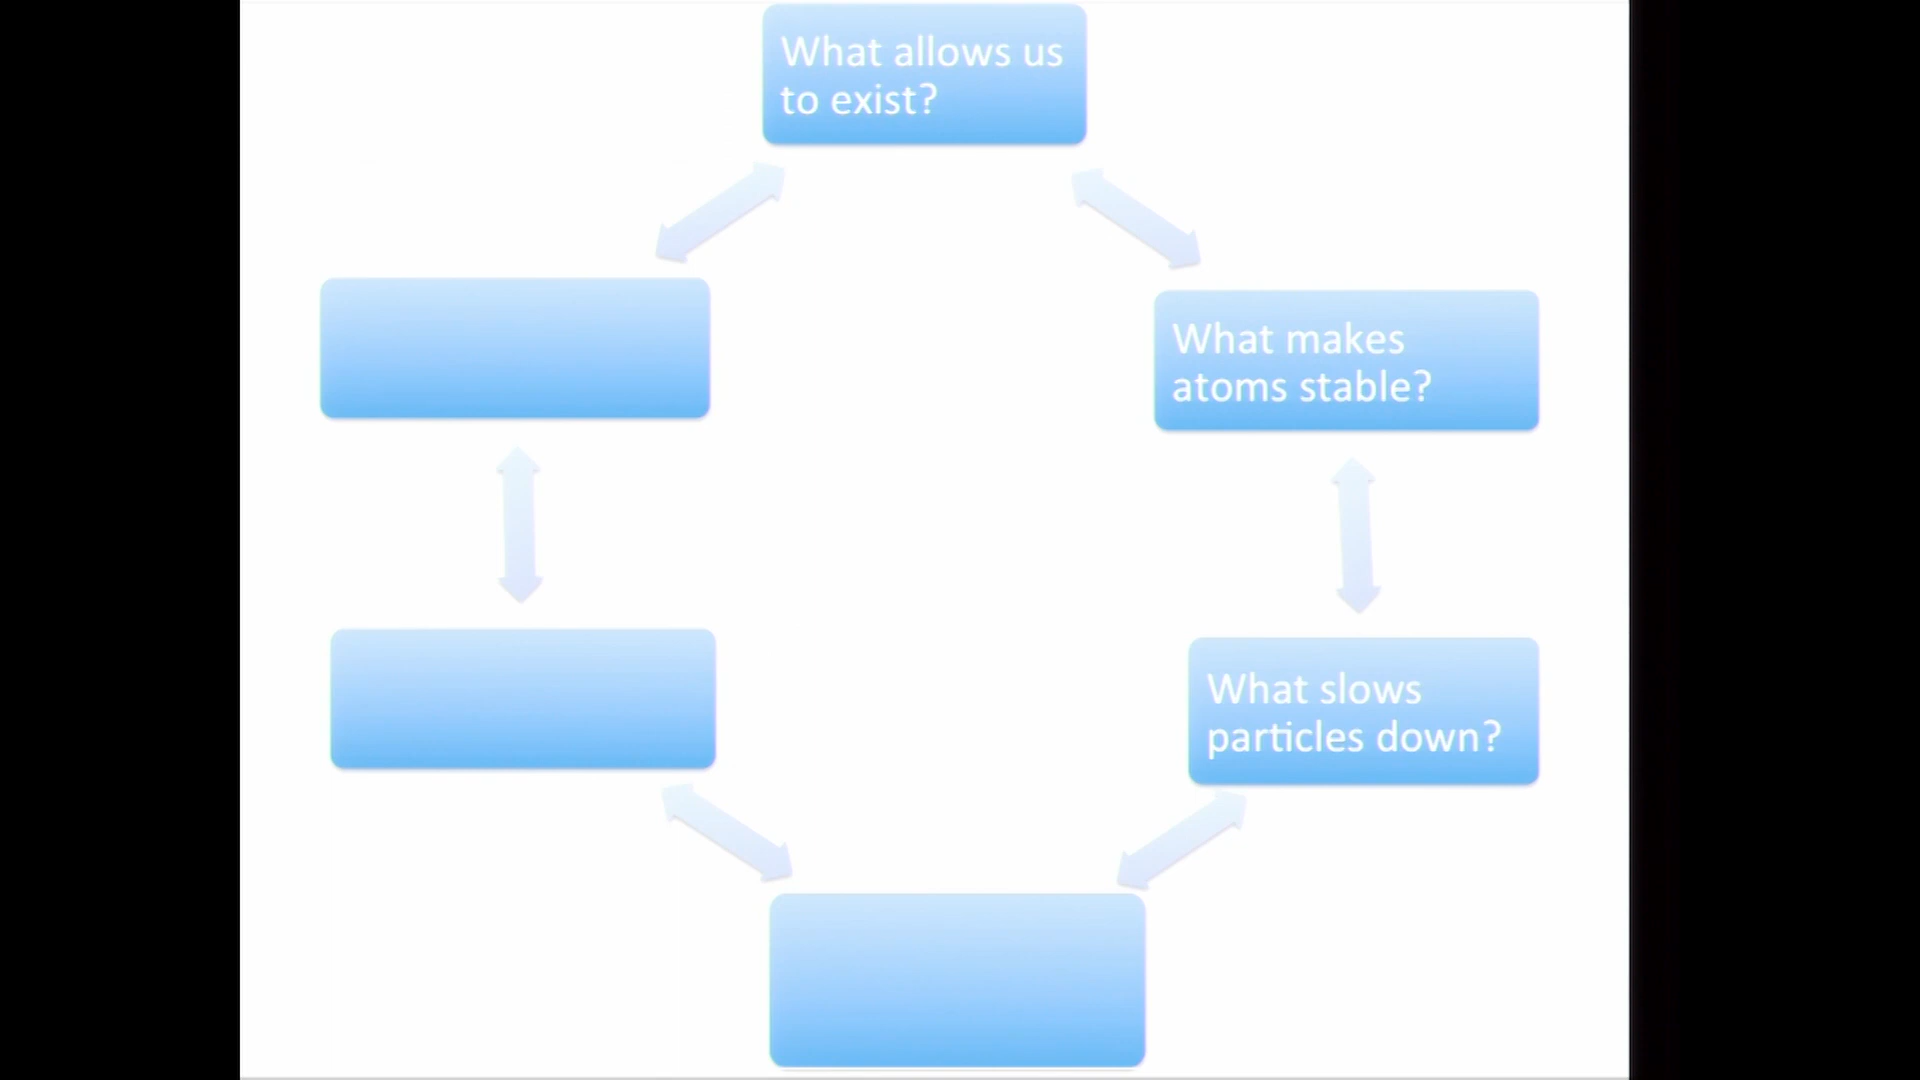 What allows us
to exist?
What makes
atoms stable?
What slows
particles down?